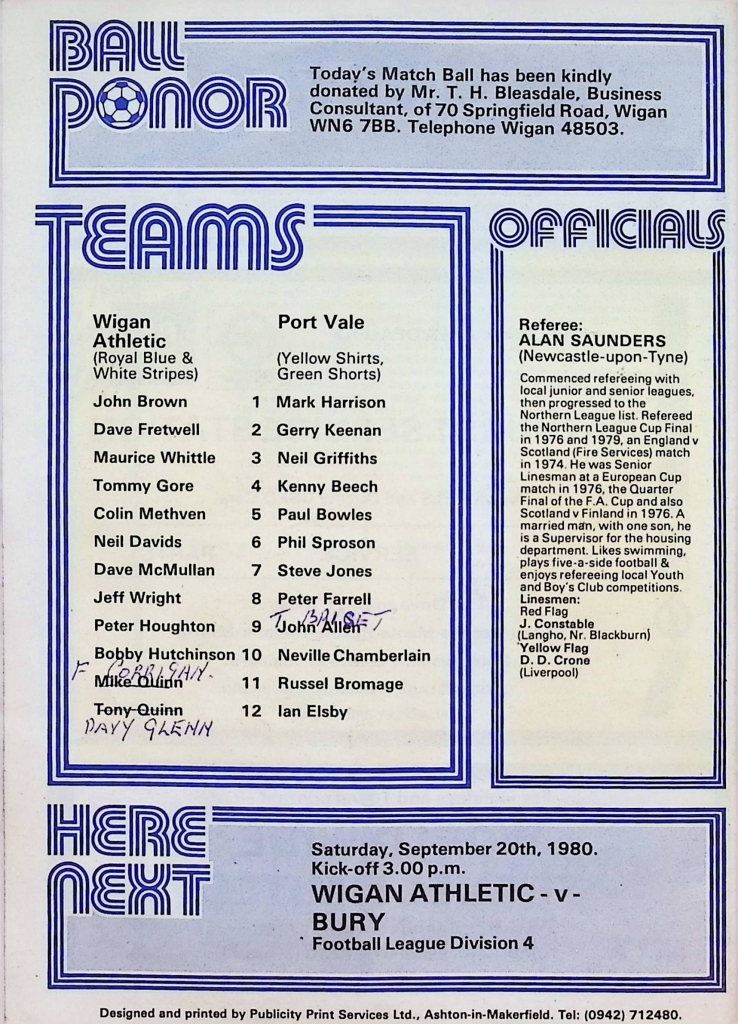 BALL
DONOR
Today's Match Ball has been kindly
donated by Mr. T. H. Bleasdale, Business
Consultant, of 70 Springfield Road, Wigan
WN6 7BB. Telephone Wigan 48503.
TEAMS
Wigan
Athletic
(Royal Blue &
White Stripes)
Port Vale
(Yellow Shirts,
Green Shorts)
John Brown 1 Mark Harrison
Dave Fretwell 2 Gerry Keenan
Maurice Whittle 3 Neil Griffiths
Tommy Gore 4 Kenny Beech
Colin Methven 5 Paul Bowles
Neil Davids 6 Phil Sproson
Dave McMullan 7 Steve Jones
Jeff Wright 8 Peter Farrell
Peter Houghton 9 John Allen
Bobby Hutchinson 10 Neville Chamberlain
F CORRIGAN.
Mike Quinn 11 Russel Bromage
Tony Quinn 12 Ian Elsby
DAVY GLENN
OFFICIALS
Referee:
ALAN SAUNDERS
(Newcastle-upon-Tyne)
Commenced refereeing with
local junior and senior leagues,
then progressed to the
Northern League list. Refereed
the Northern League Cup Final
in 1976 and 1979, an England v
Scotland (Fire Services) match
in 1974. He was Senior
Linesman at a European Cup
match in 1976, the Quarter
Final of the F.A. Cup and also
Scotland v Finland in 1976. A
married man, with one son, he
is a Supervisor for the housing
department. Likes swimming,
plays five-a-side football &
enjoys refereeing local Youth
and Boy's Club competitions.
Linesmen:
Red Flag
J. Constable
(Langho, Nr. Blackburn)
Yellow Flag
D. D. Crone
(Liverpool)
HERE
NEXT
Saturday, September 20th, 1980.
Kick-off 3.00 p.m.
WIGAN ATHLETIC - v -
BURY
Football League Division 4
Designed and printed by Publicity Print Services Ltd., Ashton-in-Makerfield. Tel: (0942) 712480.